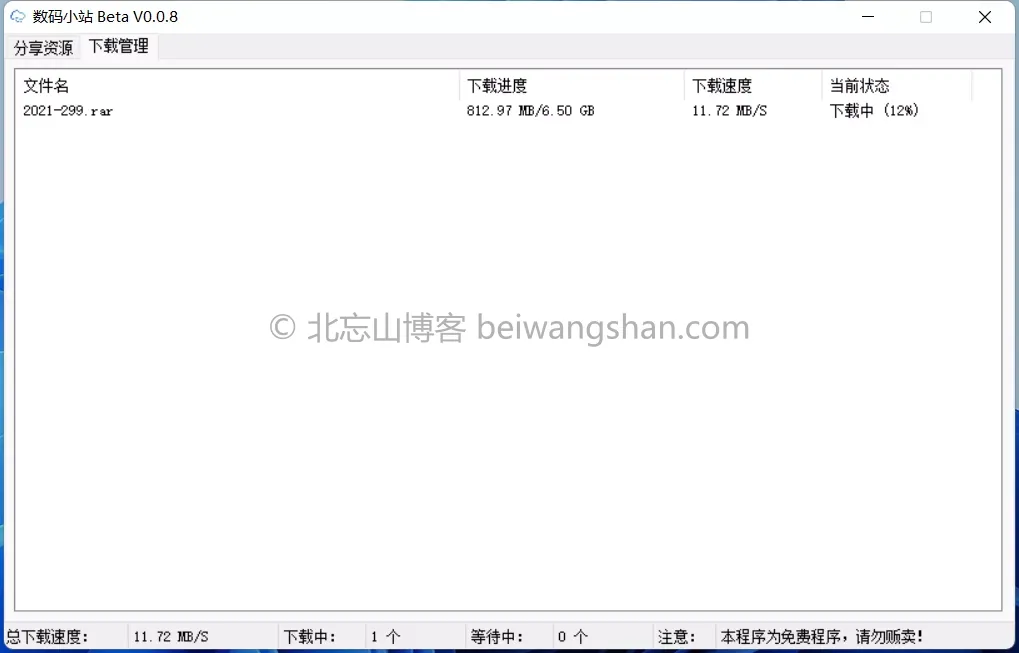 数码小站 Beta V0.0.8
分享资源 下载管理
文件名 下载进度 下载速度 当前状态
2021-299.rar 812.97 MB/6.50 GB 11.72 MB/S 下载中 (12%)
© 北忘山博客 beiwangshan.com
总下载速度: 11.72 MB/S 下载中: 1 个 等待中: 0 个 注意: 本程序为免费程序，请勿贩卖!